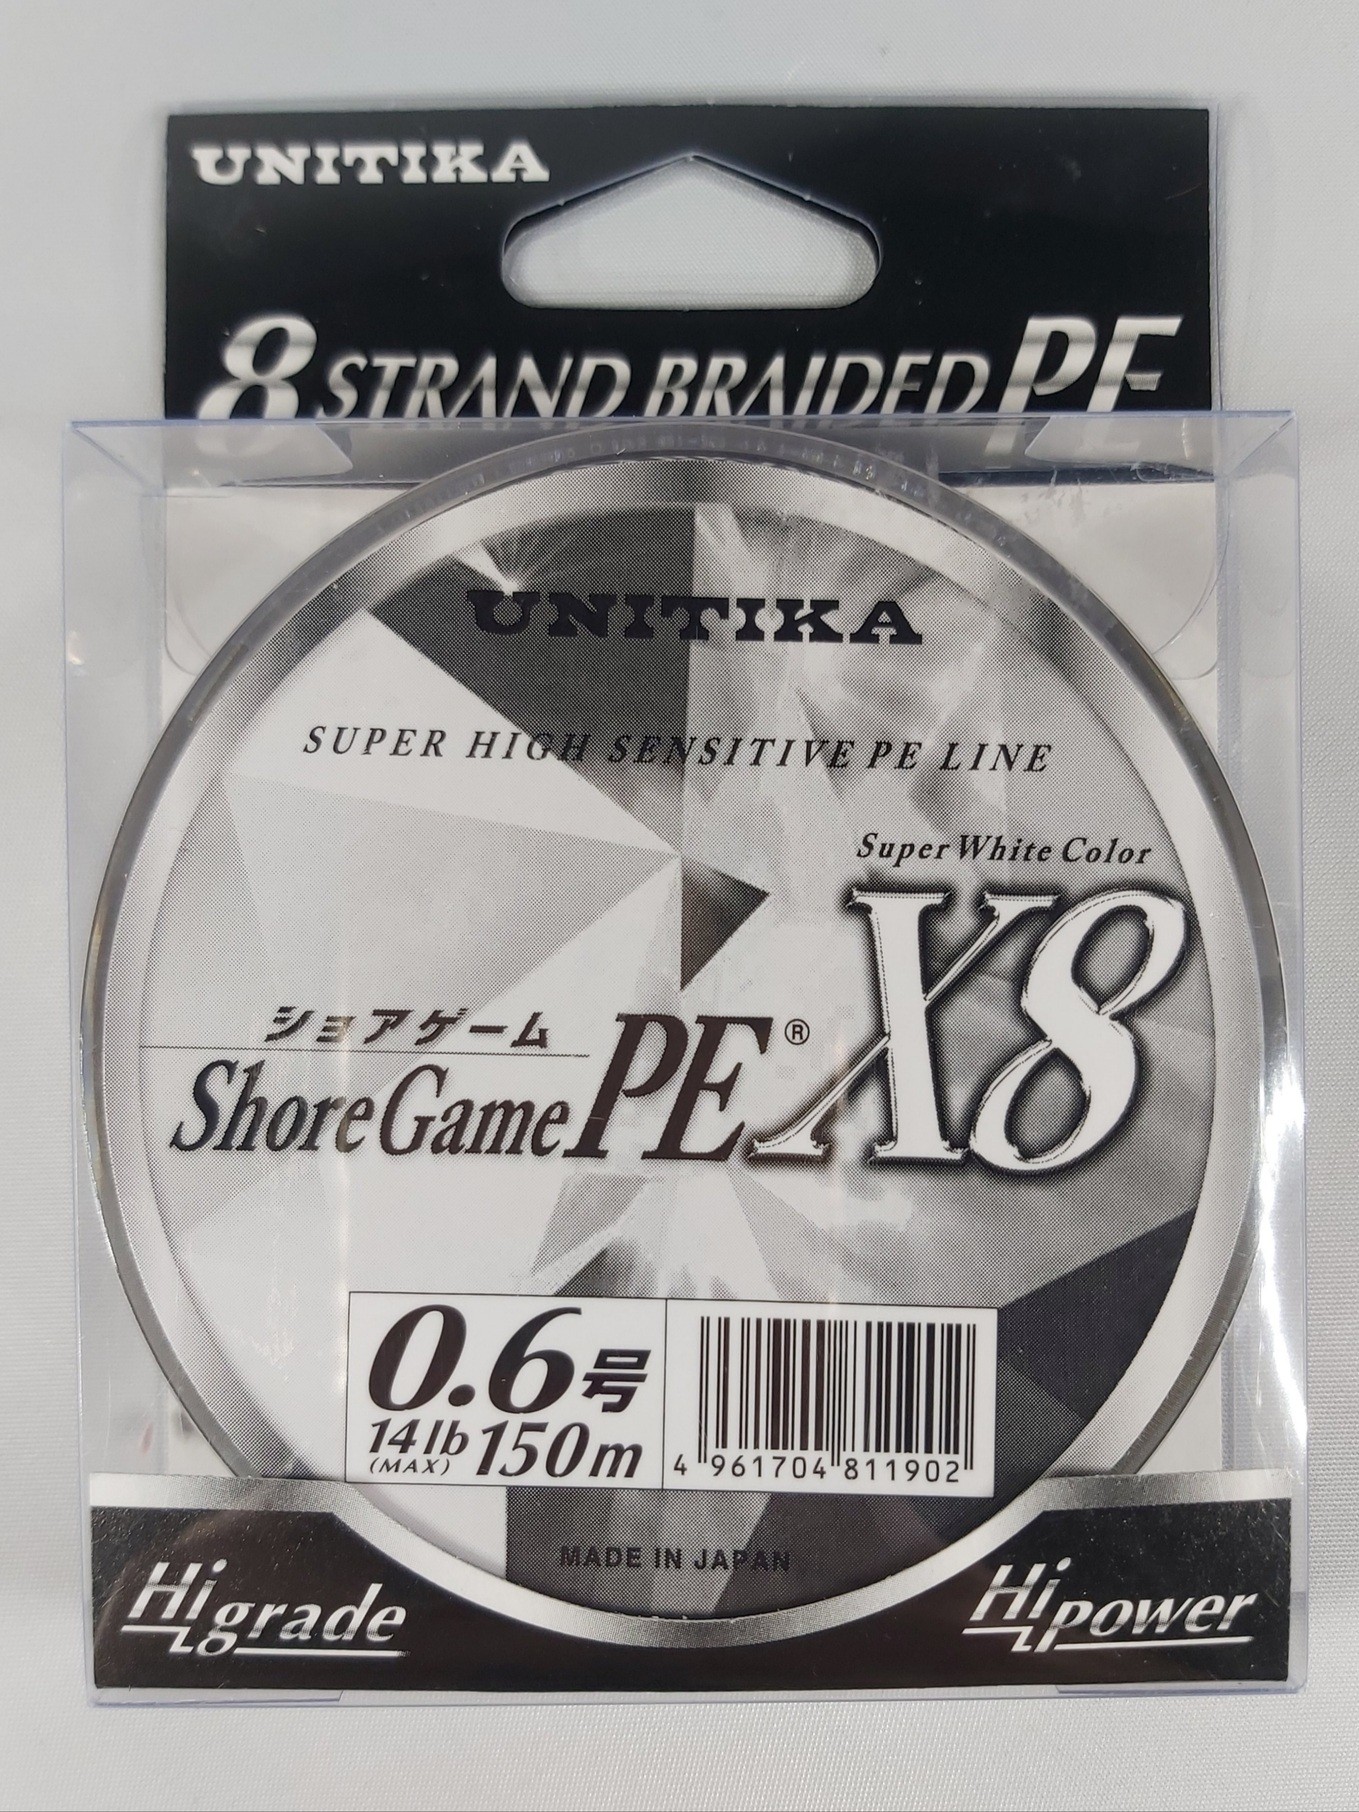 UNITIKA
8 STRAND BRAIDED PE
UNITIKA
SUPER HIGH SENSITIVE PE LINE
Super White Color
ショアゲーム
ShoreGame PE® X8
0.6号
14lb 150m
(MAX)
4 961704 811902
MADE IN JAPAN
Hi grade
Hi power